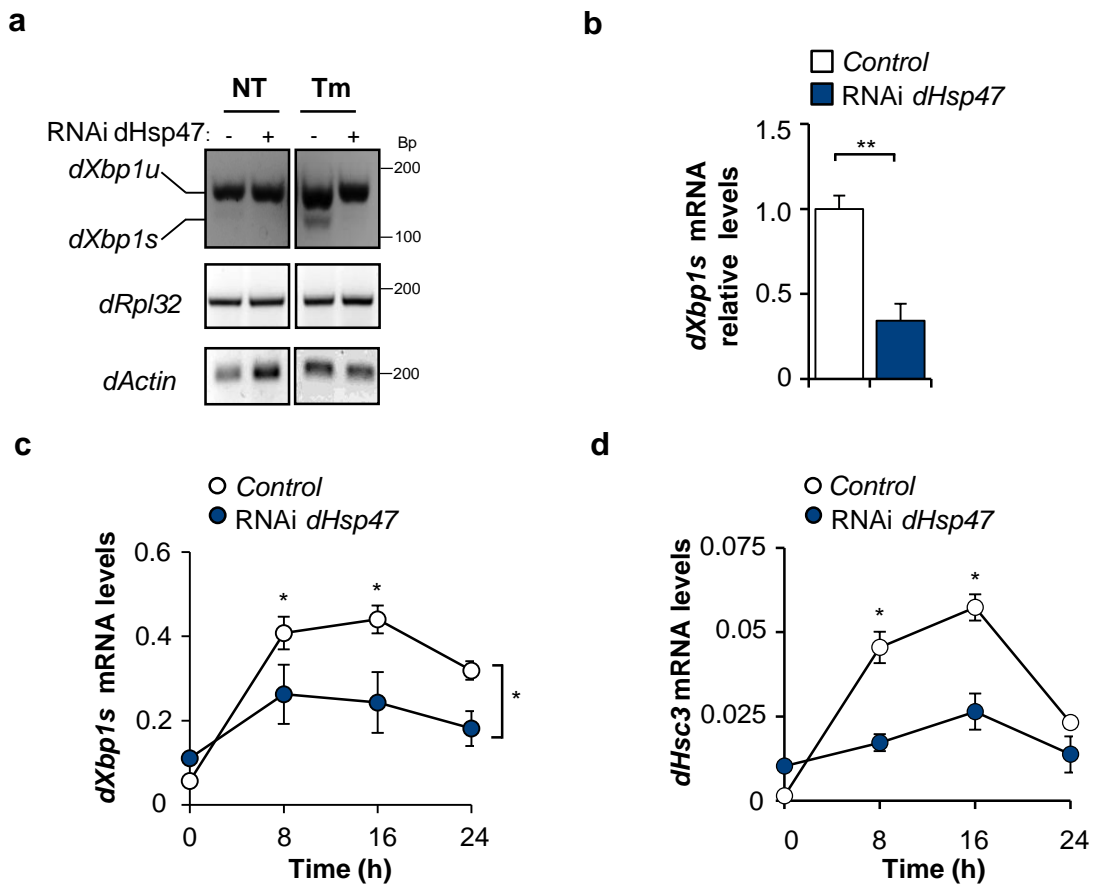 a
NT Tm
RNAi dHsp47: - + - +
Bp
dXbp1u
200
dXbp1s
100
dRpl32
200
dActin
200
b
Control
RNAi dHsp47
dXbp1s mRNA
relative levels
1.5
1.0
0.5
0
**
c
Control
RNAi dHsp47
dXbp1s mRNA levels
0.6
0.4
0.2
0
* *
*
0 8 16 24
Time (h)
d
Control
RNAi dHsp47
dHsc3 mRNA levels
0.075
0.05
0.025
0
* *
0 8 16 24
Time (h)